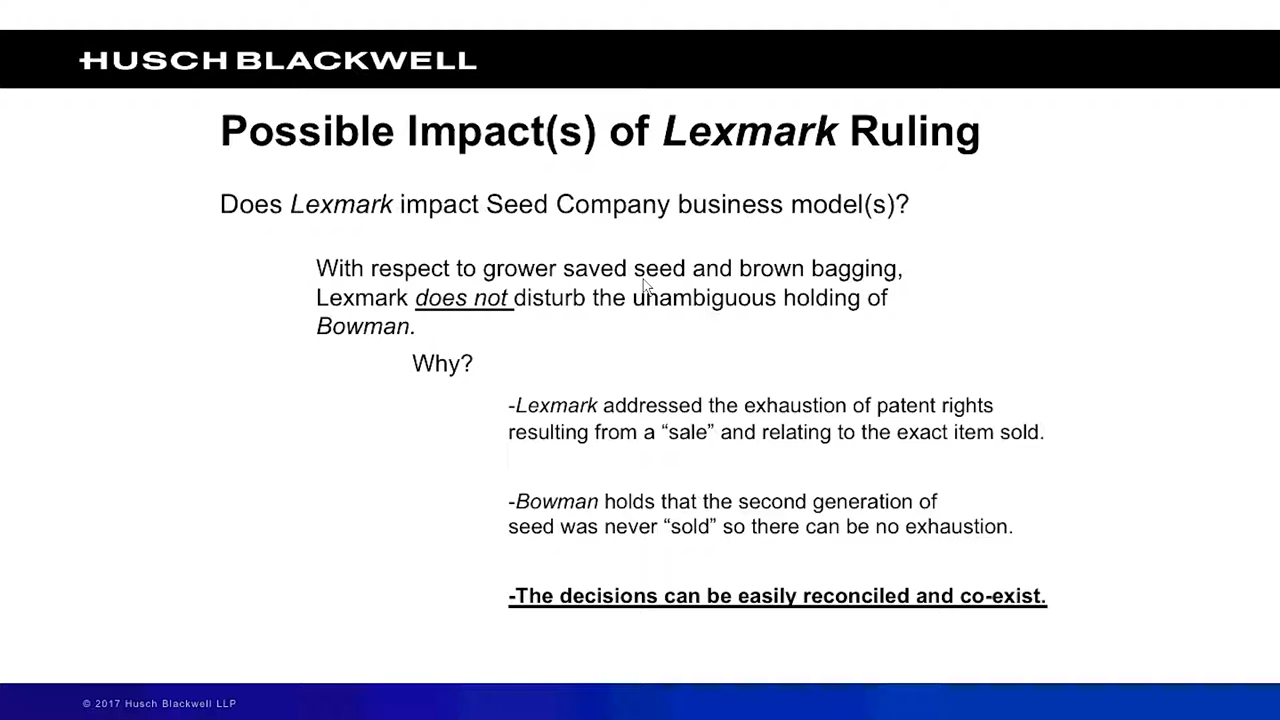 HUSCH BLACKWELL
Possible Impact(s) of Lexmark Ruling
Does Lexmark impact Seed Company business model(s)?
With respect to grower saved seed and brown bagging,
Lexmark does not disturb the unambiguous holding of
Bowman.
Why?
-Lexmark addressed the exhaustion of patent rights
resulting from a “sale” and relating to the exact item sold.
-Bowman holds that the second generation of
seed was never “sold” so there can be no exhaustion.
-The decisions can be easily reconciled and co-exist.
© 2017 Husch Blackwell LLP